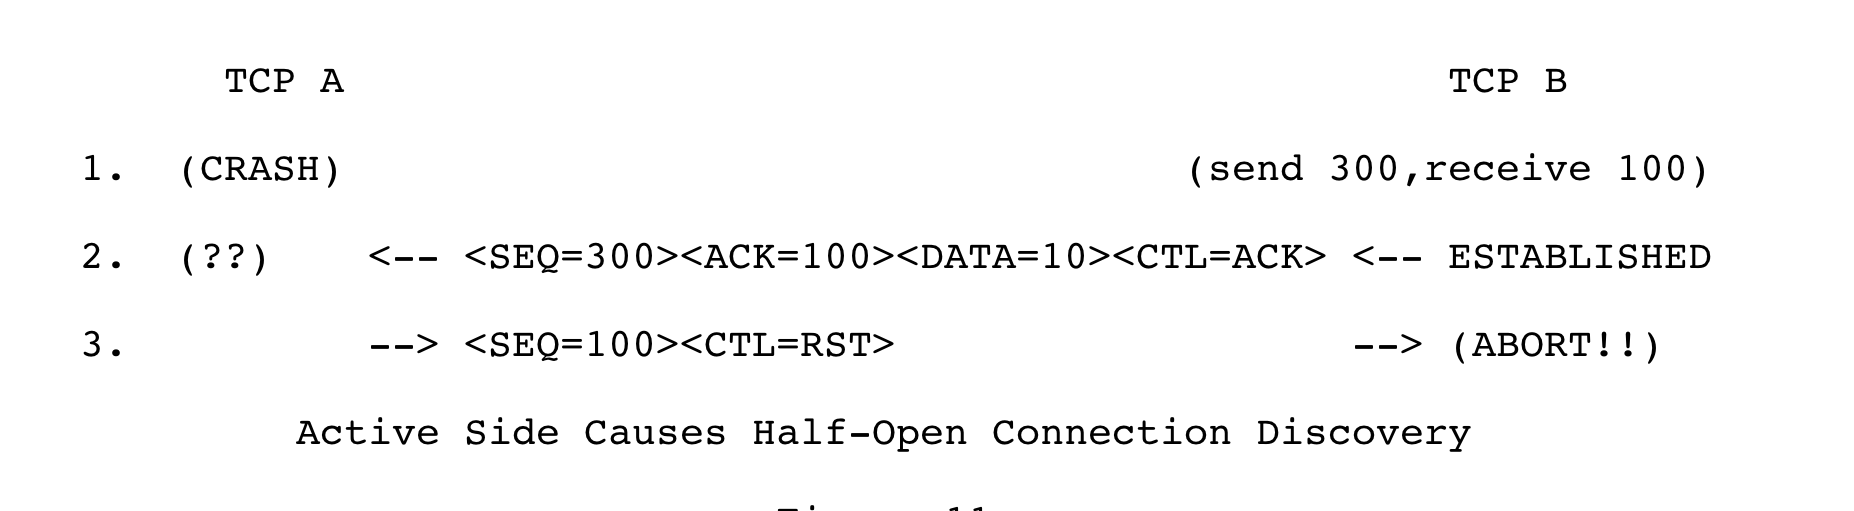 TCP A                                              TCP B
1.  (CRASH)                                   (send 300,receive 100)
2.  (??)    <-- <SEQ=300><ACK=100><DATA=10><CTL=ACK> <-- ESTABLISHED
3.          --> <SEQ=100><CTL=RST>                   --> (ABORT!!)
Active Side Causes Half-Open Connection Discovery